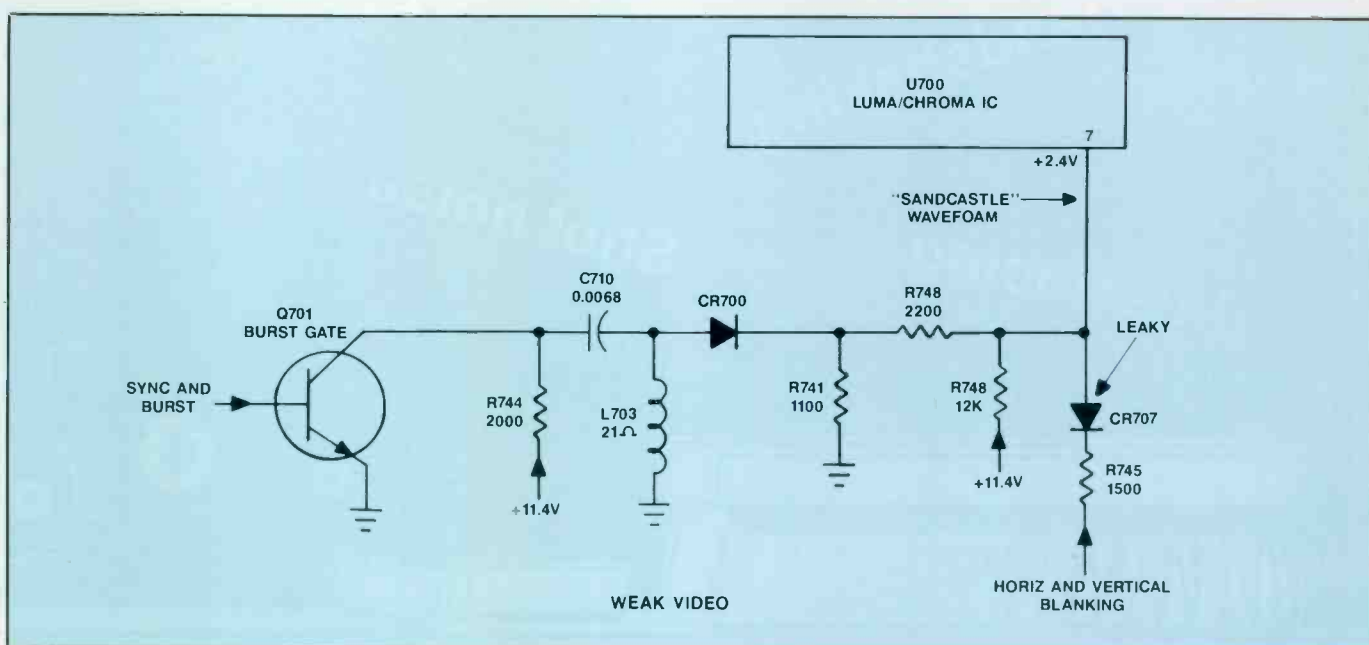 U700
LUMA/CHROMA IC
7
+2.4V
"SANDCASTLE"
WAVEFOAM
C710
0.0068
CR700
R748
2200
LEAKY
Q701
BURST GATE
SYNC AND
BURST
R744
2000
L703
21Ω
R741
1100
R748
12K
CR707
+11.4V
+11.4V
R745
1500
HORIZ AND VERTICAL
BLANKING
WEAK VIDEO